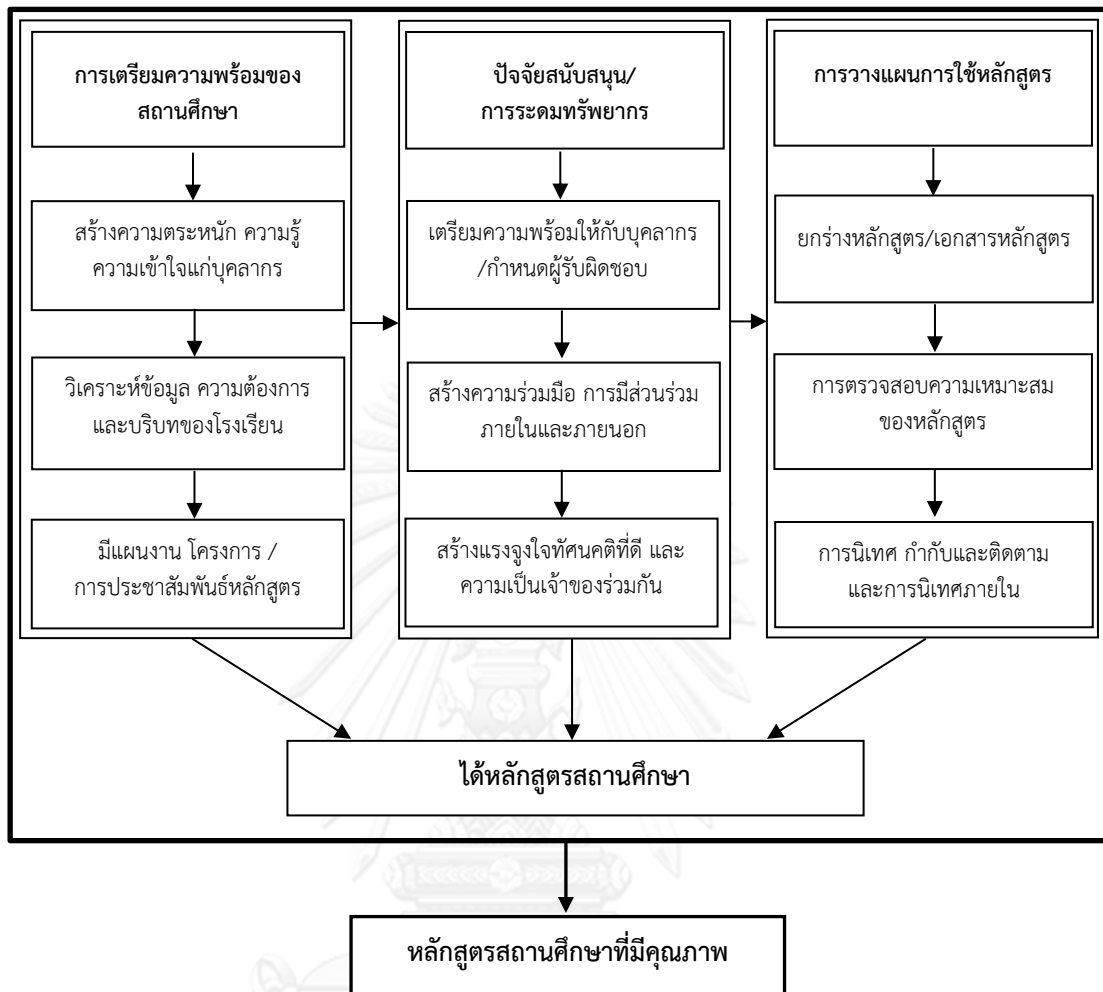 การเตรียมความพร้อมของ
สถานศึกษา
สร้างความตระหนัก ความรู้
ความเข้าใจแก่บุคลากร
วิเคราะห์ข้อมูล ความต้องการ
และบริบทของโรงเรียน
มีแผนงาน โครงการ /
การประชาสัมพันธ์หลักสูตร
ปัจจัยสนับสนุน/
การระดมทรัพยากร
เตรียมความพร้อมให้กับบุคลากร
/กำหนดผู้รับผิดชอบ
สร้างความร่วมมือ การมีส่วนร่วม
ภายในและภายนอก
สร้างแรงจูงใจทัศนคติที่ดี และ
ความเป็นเจ้าของร่วมกัน
การวางแผนการใช้หลักสูตร
ยกร่างหลักสูตร/เอกสารหลักสูตร
การตรวจสอบความเหมาะสม
ของหลักสูตร
การนิเทศ กำกับและติดตาม
และการนิเทศภายใน
ได้หลักสูตรสถานศึกษา
หลักสูตรสถานศึกษาที่มีคุณภาพ